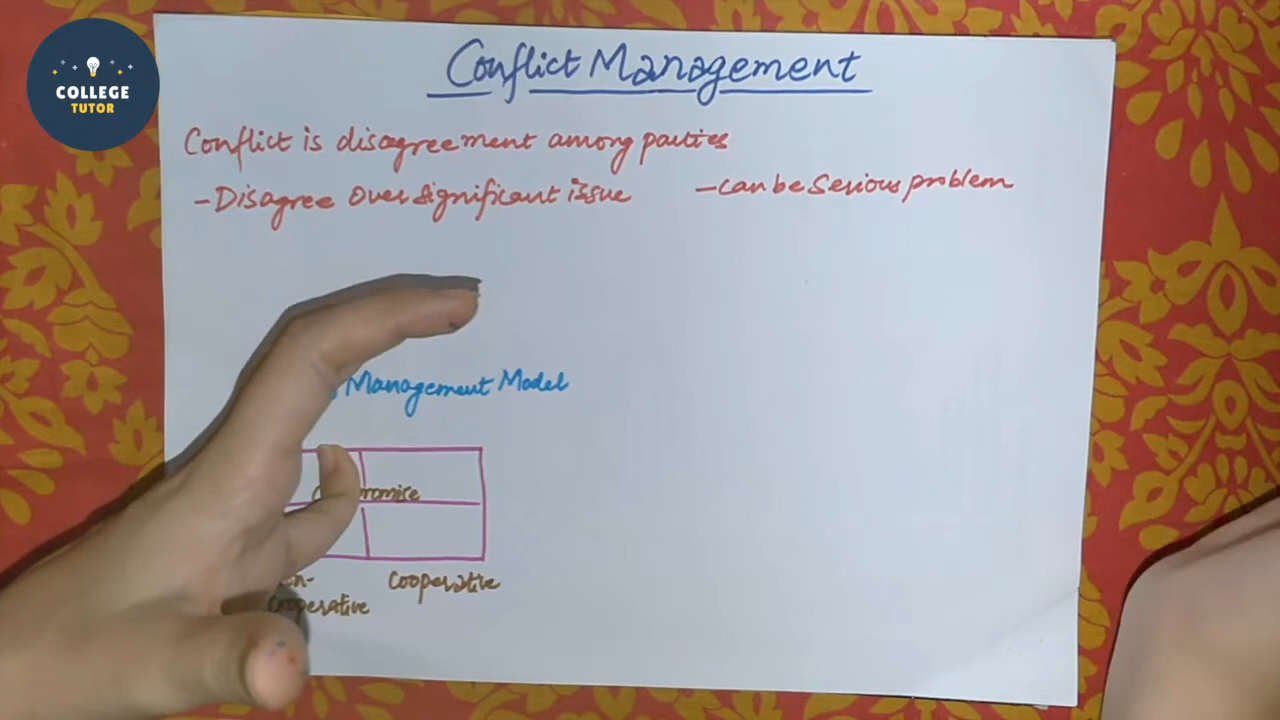 COLLEGE
TUTOR
Conflict Management
Conflict is disagreement among parties
- Disagree Over significant issue
- can be Serious problem
Management Model
Cooperative